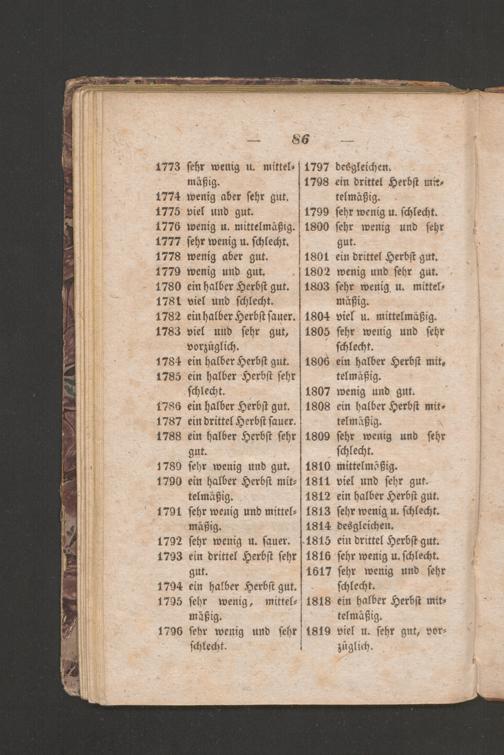 — 86 —
1773 sehr wenig u. mittel-
mäßig.
1774 wenig aber sehr gut.
1775 viel und gut.
1776 wenig u. mittelmäßig.
1777 sehr wenig u. schlecht.
1778 wenig aber gut.
1779 wenig und gut.
1780 ein halber Herbst gut.
1781 viel und schlecht.
1782 ein halber Herbst sauer.
1783 viel und sehr gut,
vorzüglich.
1784 ein halber Herbst gut.
1785 ein halber Herbst sehr
schlecht.
1786 ein halber Herbst gut.
1787 ein drittel Herbst sauer.
1788 ein halber Herbst sehr
gut.
1789 sehr wenig und gut.
1790 ein halber Herbst mit-
telmäßig.
1791 sehr wenig und mittel-
mäßig.
1792 sehr wenig u. sauer.
1793 ein drittel Herbst sehr
gut.
1794 ein halber Herbst gut.
1795 sehr wenig, mittel-
mäßig.
1796 sehr wenig und sehr
schlecht.
1797 desgleichen.
1798 ein drittel Herbst mit-
telmäßig.
1799 sehr wenig u. schlecht.
1800 sehr wenig und sehr
gut.
1801 ein drittel Herbst gut.
1802 wenig und sehr gut.
1803 sehr wenig u. mittel-
mäßig.
1804 viel u. mittelmäßig.
1805 sehr wenig und sehr
schlecht.
1806 ein halber Herbst mit-
telmäßig.
1807 wenig und gut.
1808 ein halber Herbst mit-
telmäßig.
1809 sehr wenig und sehr
schlecht.
1810 mittelmäßig.
1811 viel und sehr gut.
1812 ein halber Herbst gut.
1813 sehr wenig u. schlecht.
1814 desgleichen.
1815 ein drittel Herbst gut.
1816 sehr wenig u. schlecht.
1617 sehr wenig und sehr
schlecht.
1818 ein halber Herbst mit-
telmäßig.
1819 viel u. sehr gut, vor-
züglich.